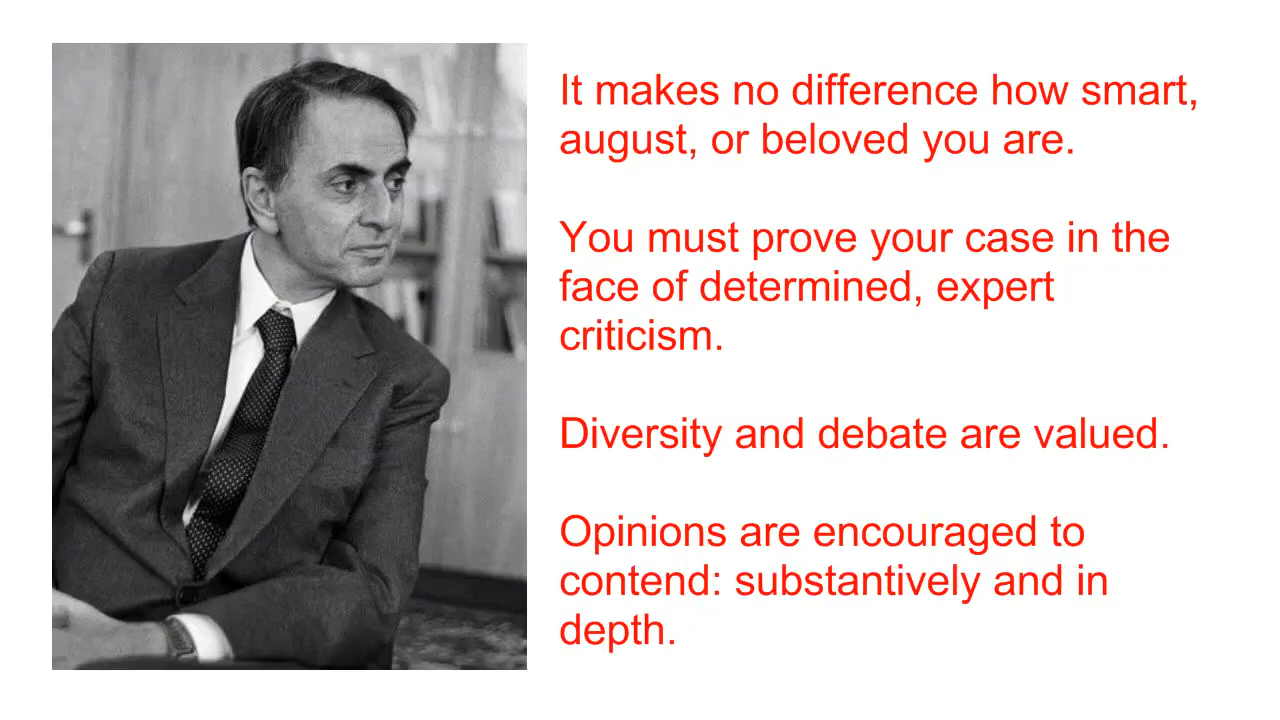 It makes no difference how smart,
august, or beloved you are.
You must prove your case in the
face of determined, expert
criticism.
Diversity and debate are valued.
Opinions are encouraged to
contend: substantively and in
depth.